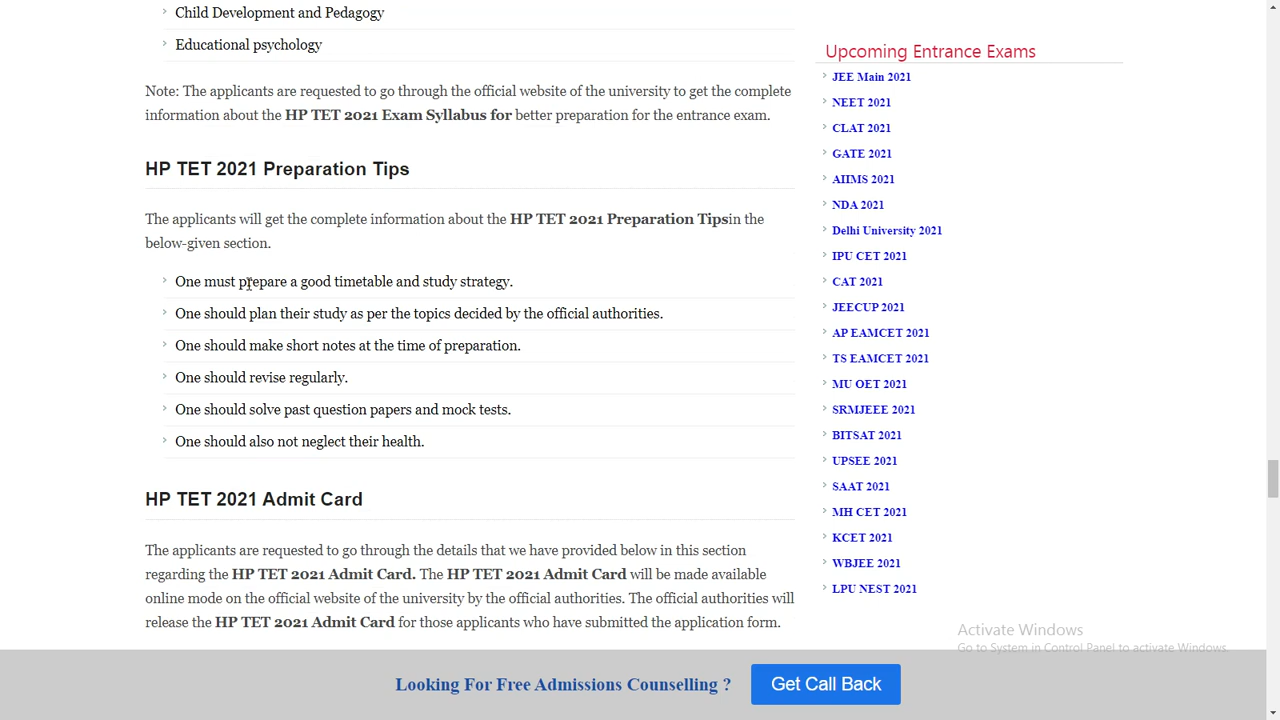 Child Development and Pedagogy
Educational psychology
Note: The applicants are requested to go through the official website of the university to get the complete
information about the HP TET 2021 Exam Syllabus for better preparation for the entrance exam.
HP TET 2021 Preparation Tips
The applicants will get the complete information about the HP TET 2021 Preparation Tipsin the
below-given section.
One must prepare a good timetable and study strategy.
One should plan their study as per the topics decided by the official authorities.
One should make short notes at the time of preparation.
One should revise regularly.
One should solve past question papers and mock tests.
One should also not neglect their health.
HP TET 2021 Admit Card
The applicants are requested to go through the details that we have provided below in this section
regarding the HP TET 2021 Admit Card. The HP TET 2021 Admit Card will be made available
online mode on the official website of the university by the official authorities. The official authorities will
release the HP TET 2021 Admit Card for those applicants who have submitted the application form.
Upcoming Entrance Exams
JEE Main 2021
NEET 2021
CLAT 2021
GATE 2021
AIIMS 2021
NDA 2021
Delhi University 2021
IPU CET 2021
CAT 2021
JEECUP 2021
AP EAMCET 2021
TS EAMCET 2021
MU OET 2021
SRMJEEE 2021
BITSAT 2021
UPSEE 2021
SAAT 2021
MH CET 2021
KCET 2021
WBJEE 2021
LPU NEST 2021
Activate Windows
Go to System in Control Panel to activate Windows.
Looking For Free Admissions Counselling ?
Get Call Back